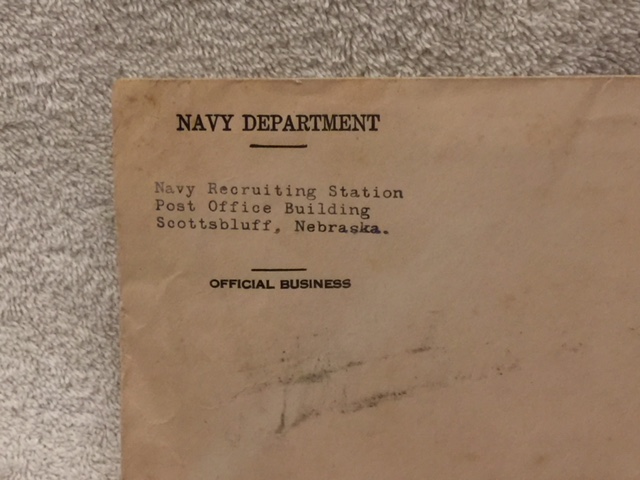 NAVY DEPARTMENT
Navy Recruiting Station
Post Office Building
Scottsbluff, Nebraska.
OFFICIAL BUSINESS